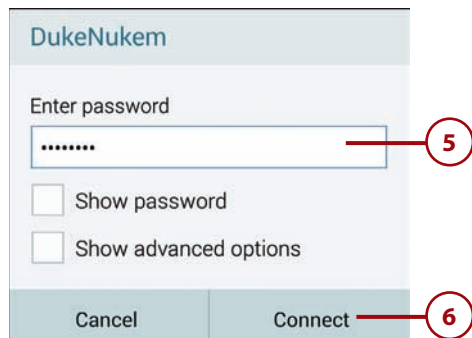 DukeNukem
Enter password
••••••••
5
Show password
Show advanced options
Cancel Connect
6